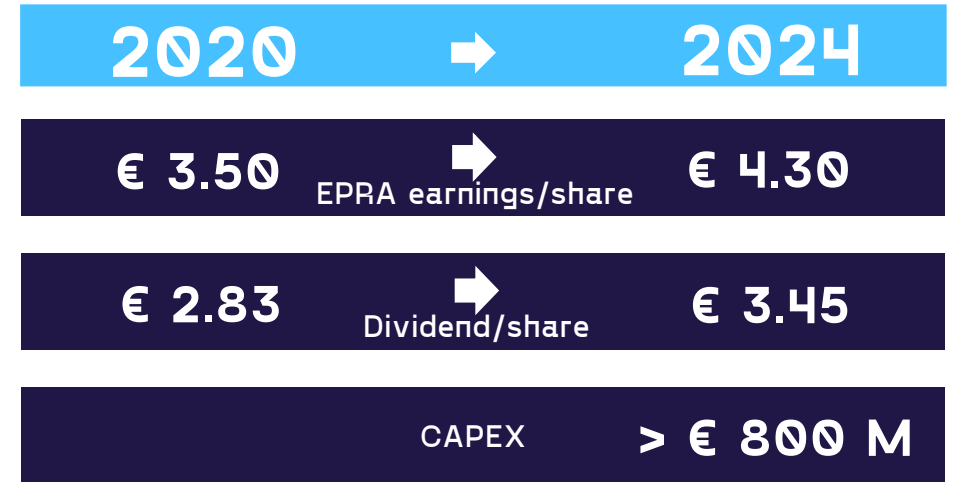 2020 2024
€ 3.50 € 4.30
EPRA earnings/share
€ 2.83 € 3.45
Dividend/share
CAPEX > € 800 M